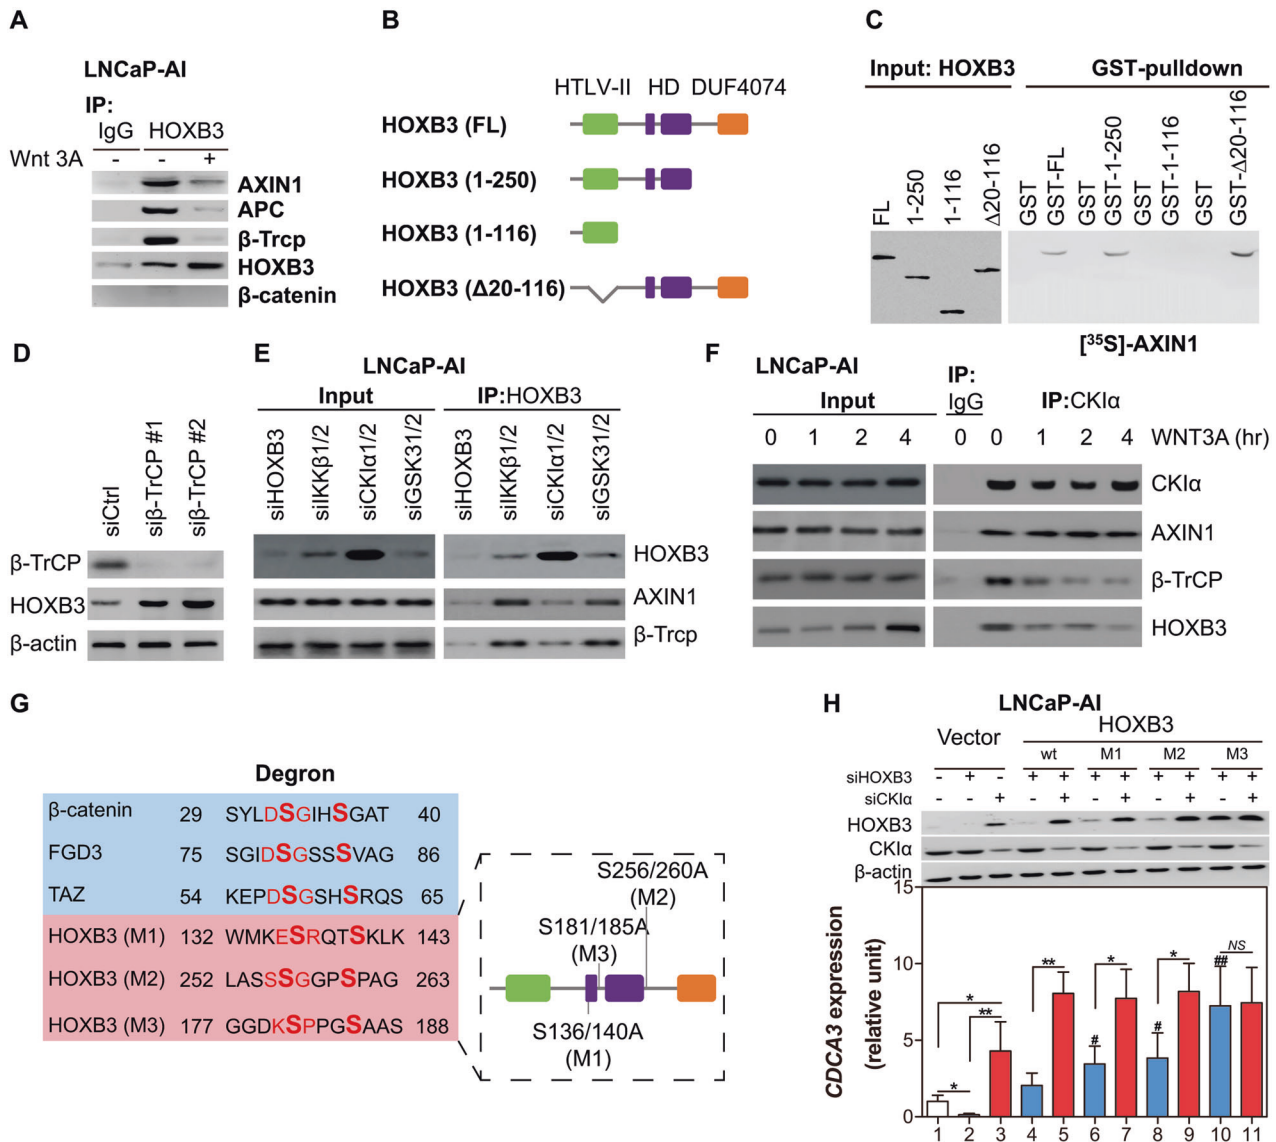 A
LNCaP-AI
IP:
IgG HOXB3
Wnt 3A - - +
AXIN1
APC
β-Trcp
HOXB3
β-catenin
B
HTLV-II HD DUF4074
HOXB3 (FL)
HOXB3 (1-250)
HOXB3 (1-116)
HOXB3 (Δ20-116)
C
Input: HOXB3 GST-pulldown
FL 1-250 1-116 Δ20-116 GST GST-FL GST GST-1-250 GST-1-116 GST GST-Δ20-116
[³⁵S]-AXIN1
D
siCtrl siβ-TrCP #1 siβ-TrCP #2
β-TrCP
HOXB3
β-actin
E
LNCaP-AI
Input IP:HOXB3
siHOXB3 siIKKβ1/2 siCKIα1/2 siGSK31/2 siHOXB3 siIKKβ1/2 siCKIα1/2 siGSK31/2
HOXB3
AXIN1
β-Trcp
F
LNCaP-AI
Input IP: IgG IP:CKIα
0 1 2 4 0 0 1 2 4 WNT3A (hr)
CKIα
AXIN1
β-TrCP
HOXB3
G
Degron
β-catenin 29 SYLDSGIHSGAT 40
FGD3 75 SGIDSGSSSVAG 86
TAZ 54 KEPDSGSHSRQS 65
HOXB3 (M1) 132 WMKESRQTSKLK 143
HOXB3 (M2) 252 LASSSGGPSPAG 263
HOXB3 (M3) 177 GGDKSPPGSAAS 188
S256/260A
(M2)
S181/185A
(M3)
S136/140A
(M1)
H
LNCaP-AI
Vector HOXB3
wt M1 M2 M3
siHOXB3 - + - + + + + + + + +
siCKIα - - + - + - + - + - +
HOXB3
CKIα
β-actin
CDCA3 expression
(relative unit)
15
10
5
0
* * ** ** # * # * ## NS
1 2 3 4 5 6 7 8 9 10 11